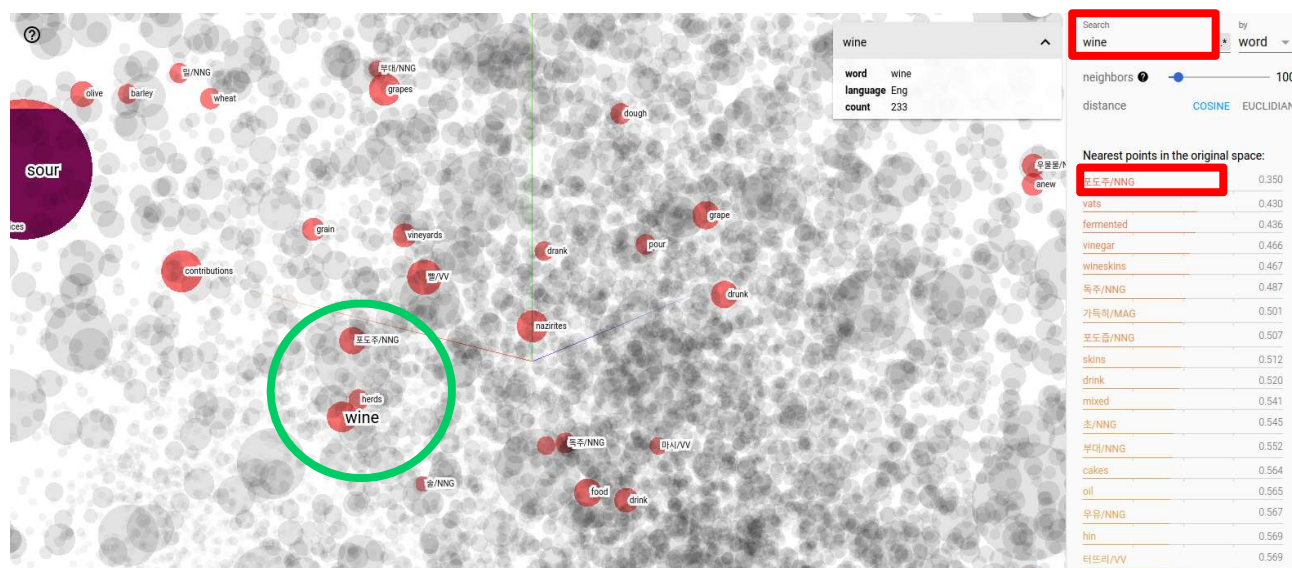 밀/NNG
부대/NNG
olive
barley
wheat
grapes
dough
sour
우물물/N
anew
ices
grain
vineyards
grape
drank
pour
contributions
빨/VV
drunk
nazirites
포도주/NNG
herds
wine
독주/NNG
마시/VV
술/NNG
food
drink
wine
word wine
language Eng
count 233
Search by
wine .* word
neighbors 100
distance COSINE EUCLIDIAN
Nearest points in the original space:
포도주/NNG 0.350
vats 0.430
fermented 0.436
vinegar 0.466
wineskins 0.467
독주/NNG 0.487
가득히/MAG 0.501
포도즙/NNG 0.507
skins 0.512
drink 0.520
mixed 0.541
초/NNG 0.545
부대/NNG 0.552
cakes 0.564
oil 0.565
우유/NNG 0.567
hin 0.569
터뜨리/VV 0.569